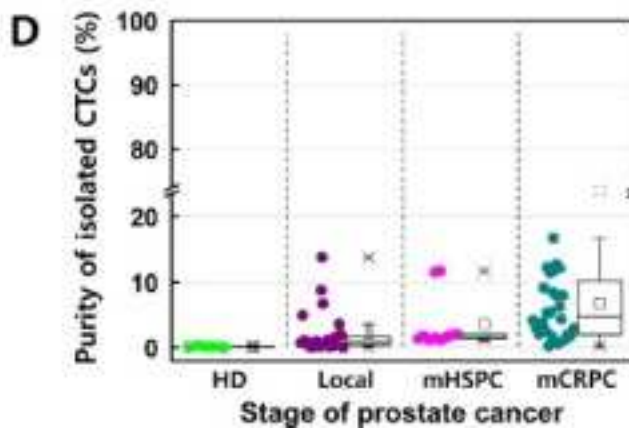 D
Purity of isolated CTCs (%)
100
90
80
20
10
0
HD Local mHSPC mCRPC
Stage of prostate cancer